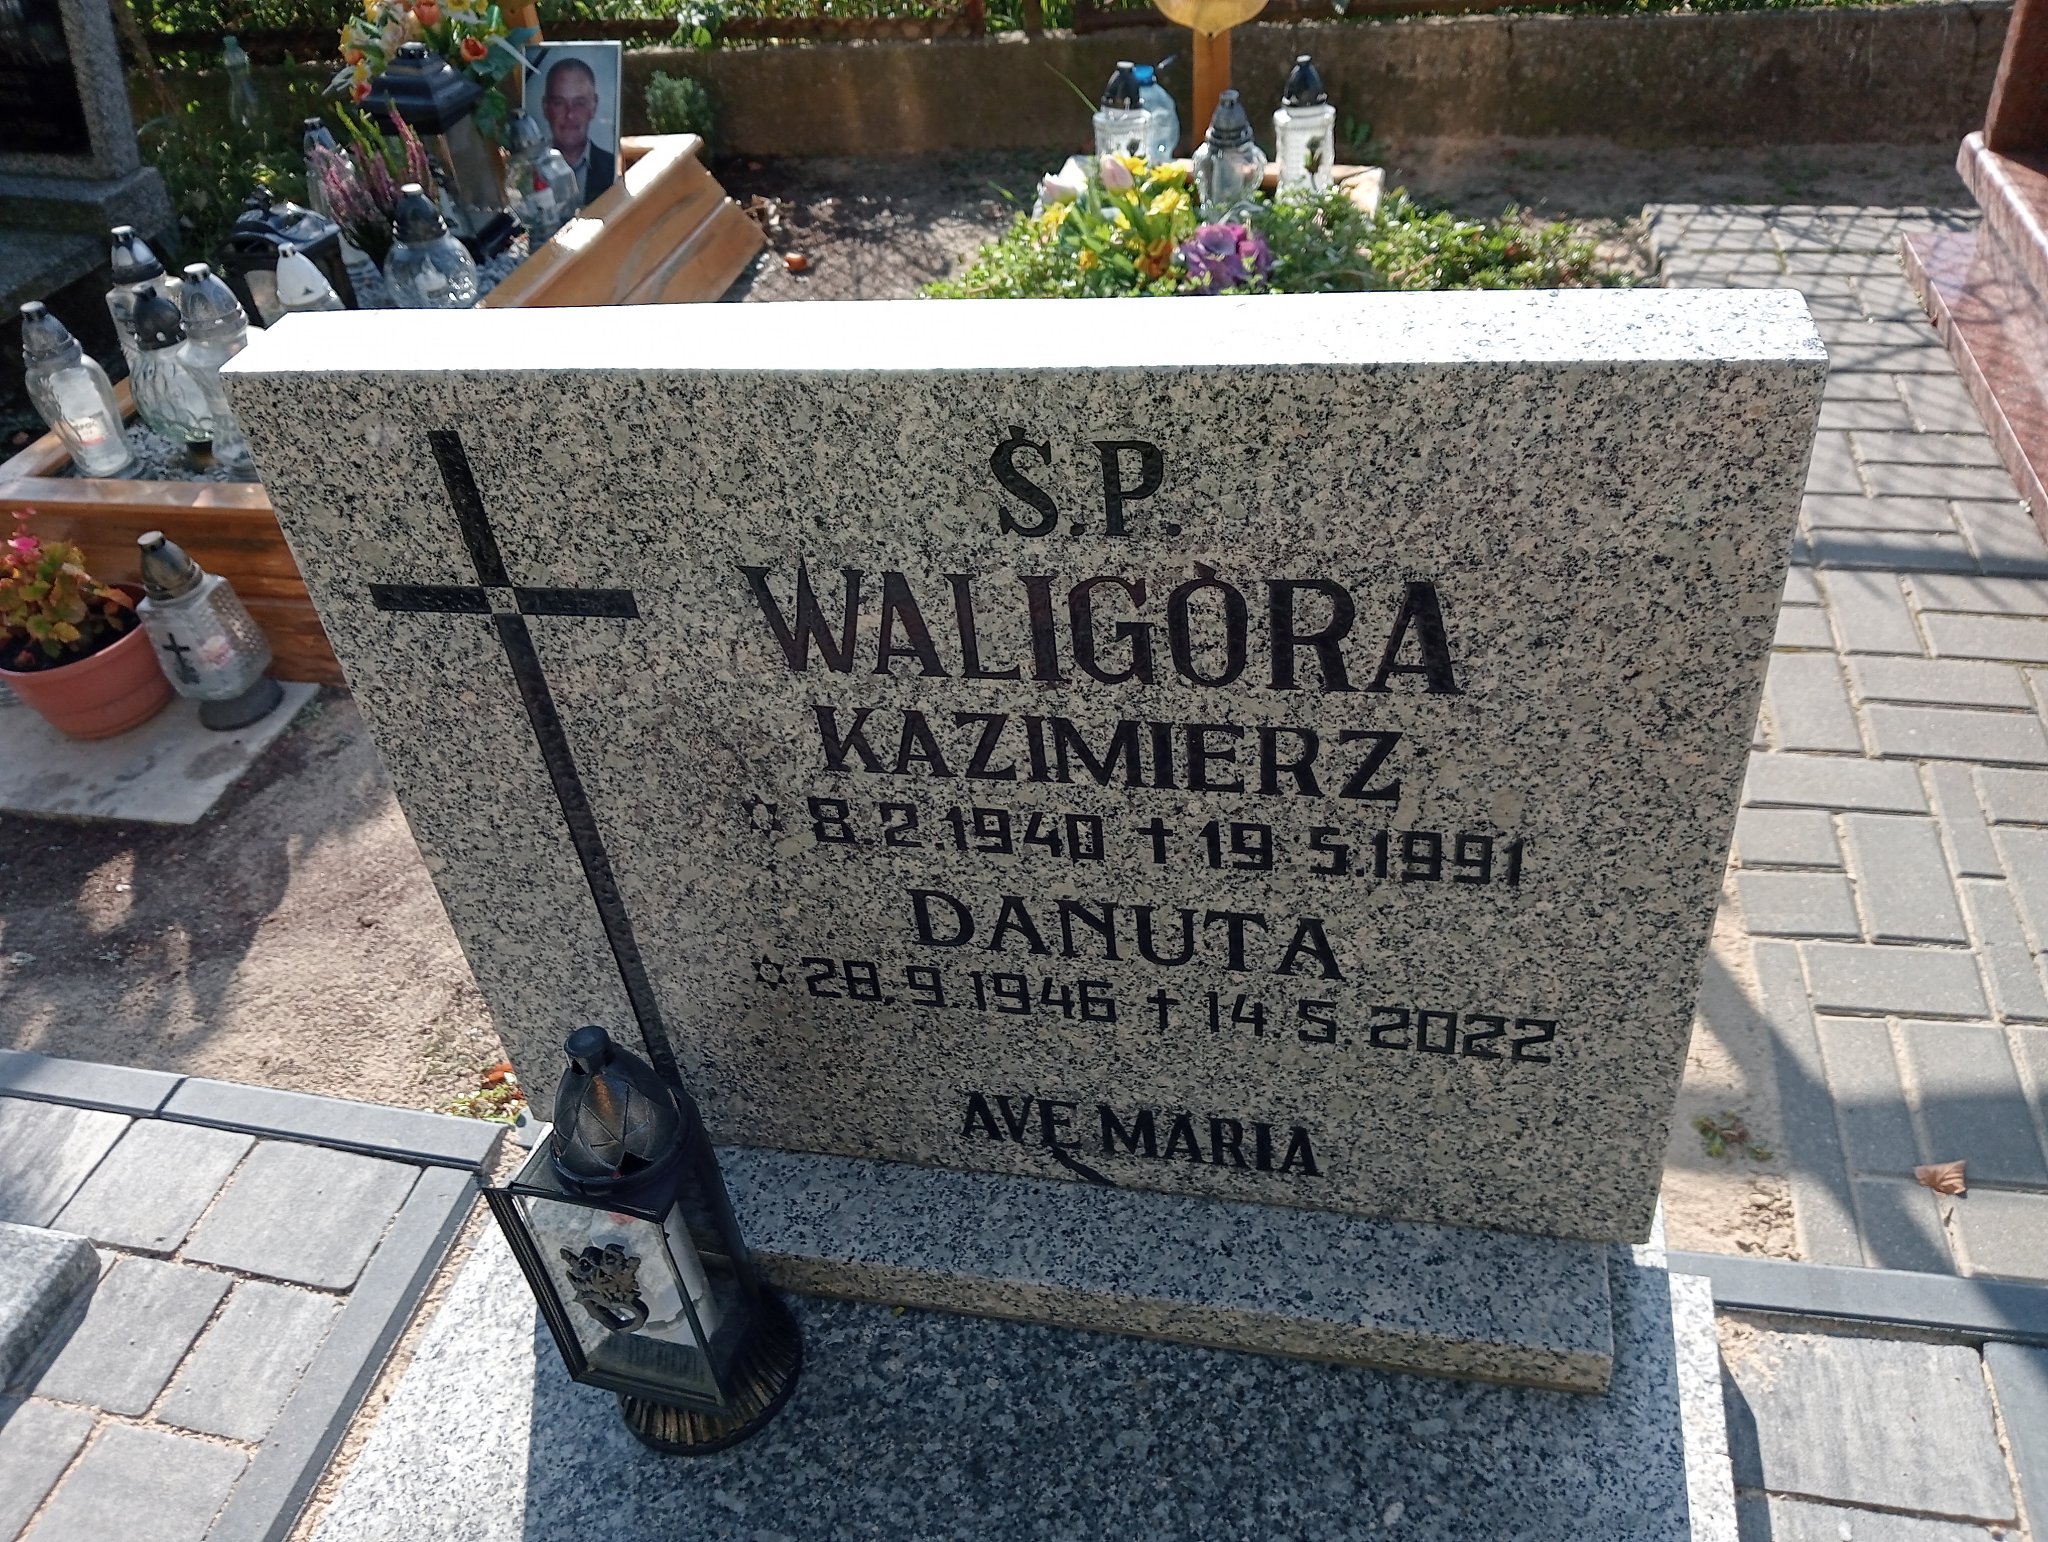 Ś.P.
WALIGÓRA
KAZIMIERZ
✡ 8.2.1940 ✝ 19.5.1991
DANUTA
✡ 28.9.1946 ✝ 14.5.2022
AVE MARIA